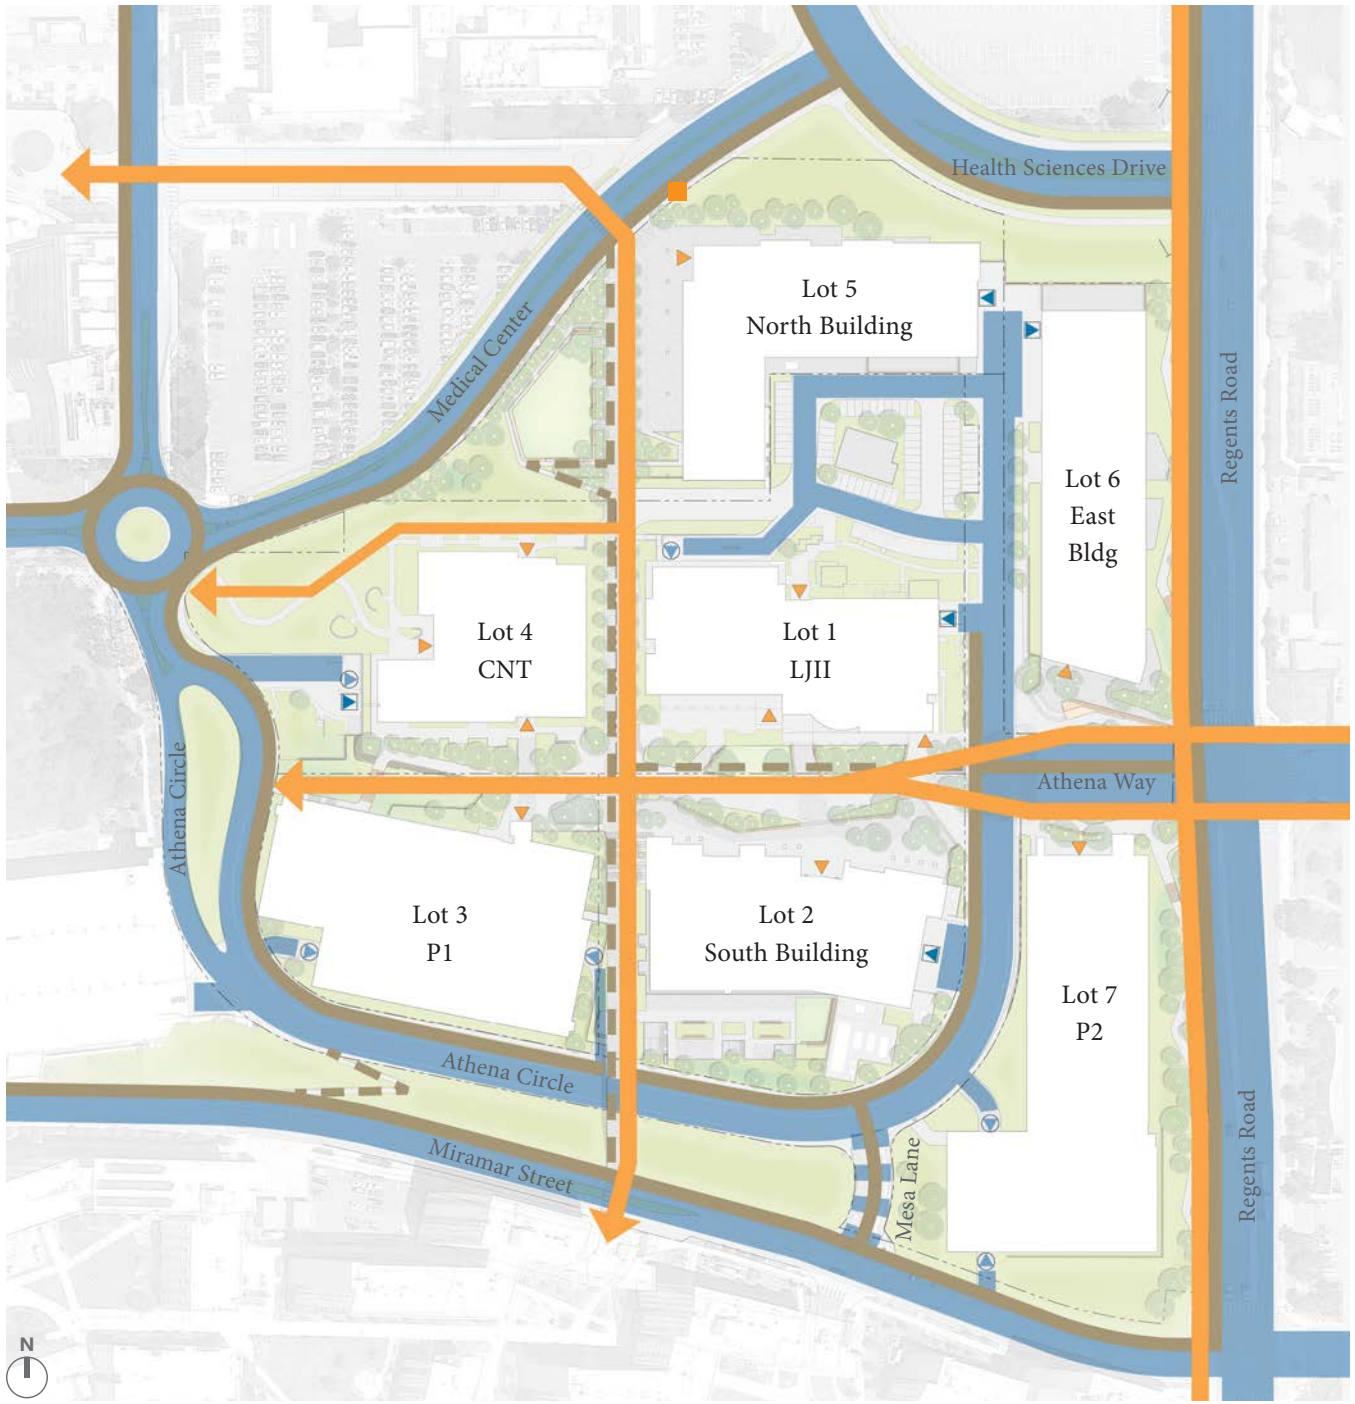 Health Sciences Drive
Lot 5
North Building
Medical Center
Regents Road
Lot 6
East
Bldg
Lot 4
CNT
Lot 1
LJII
Athena Circle
Athena Way
Lot 3
P1
Lot 2
South Building
Lot 7
P2
Athena Circle
Miramar Street
Mesa Lane
Regents Road
N